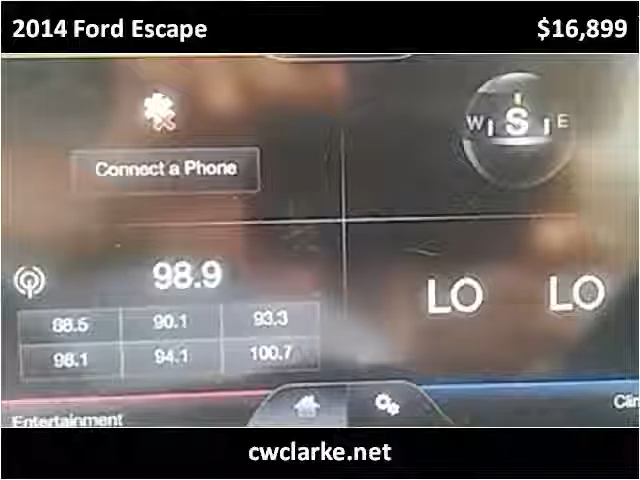 2014 Ford Escape $16,899
Connect a Phone
W S E
98.9
LO LO
88.5 90.1 93.3
98.1 94.1 100.7
Entertainment
cwclarke.net